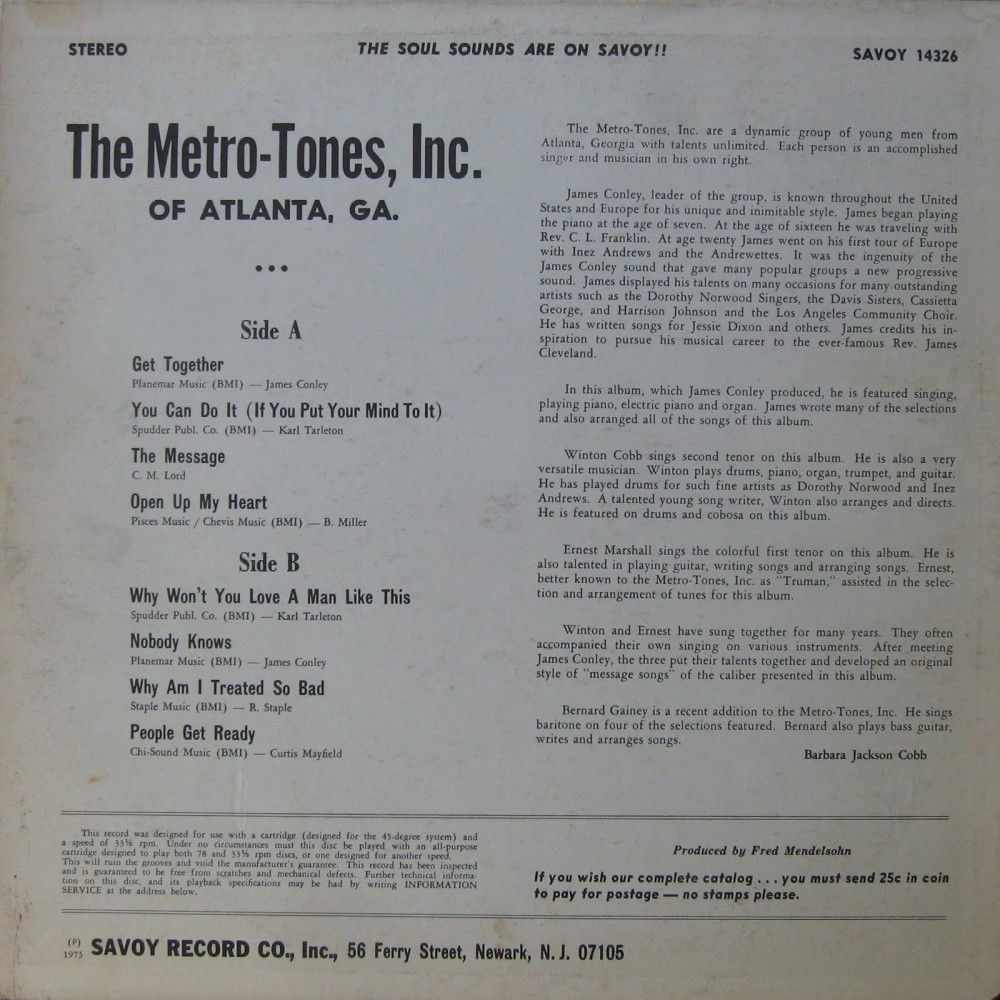 STEREO
THE SOUL SOUNDS ARE ON SAVOY!!
SAVOY 14326
The Metro-Tones, Inc.
OF ATLANTA, GA.
•••
Side A
Get Together
Planemar Music (BMI) — James Conley
You Can Do It (If You Put Your Mind To It)
Spudder Publ. Co. (BMI) — Karl Tarleton
The Message
C. M. Lord
Open Up My Heart
Pisces Music / Chevis Music (BMI) — B. Miller
Side B
Why Won't You Love A Man Like This
Spudder Publ. Co. (BMI) — Karl Tarleton
Nobody Knows
Planemar Music (BMI) — James Conley
Why Am I Treated So Bad
Staple Music (BMI) — R. Staple
People Get Ready
Chi-Sound Music (BMI) — Curtis Mayfield
The Metro-Tones, Inc. are a dynamic group of young men from
Atlanta, Georgia with talents unlimited. Each person is an accomplished
singer and musician in his own right.
James Conley, leader of the group, is known throughout the United
States and Europe for his unique and inimitable style. James began playing
the piano at the age of seven. At the age of sixteen he was traveling with
Rev. C. L. Franklin. At age twenty James went on his first tour of Europe
with Inez Andrews and the Andrewettes. It was the ingenuity of the
James Conley sound that gave many popular groups a new progressive
sound. James displayed his talents on many occasions for many outstanding
artists such as the Dorothy Norwood Singers, the Davis Sisters, Cassietta
George, and Harrison Johnson and the Los Angeles Community Choir.
He has written songs for Jessie Dixon and others. James credits his in-
spiration to pursue his musical career to the ever-famous Rev. James
Cleveland.
In this album, which James Conley produced, he is featured singing,
playing piano, electric piano and organ. James wrote many of the selections
and also arranged all of the songs of this album.
Winton Cobb sings second tenor on this album. He is also a very
versatile musician. Winton plays drums, piano, organ, trumpet, and guitar.
He has played drums for such fine artists as Dorothy Norwood and Inez
Andrews. A talented young song writer, Winton also arranges and directs.
He is featured on drums and cobosa on this album.
Ernest Marshall sings the colorful first tenor on this album. He is
also talented in playing guitar, writing songs and arranging songs. Ernest,
better known to the Metro-Tones, Inc. as "Truman," assisted in the selec-
tion and arrangement of tunes for this album.
Winton and Ernest have sung together for many years. They often
accompanied their own singing on various instruments. After meeting
James Conley, the three put their talents together and developed an original
style of "message songs" of the caliber presented in this album.
Bernard Gainey is a recent addition to the Metro-Tones, Inc. He sings
baritone on four of the selections featured. Bernard also plays bass guitar,
writes and arranges songs.
Barbara Jackson Cobb
This record was designed for use with a cartridge (designed for the 45-degree system) and
a speed of 33⅓ rpm. Under no circumstances must this disc be played with an all-purpose
cartridge designed to play both 78 and 33⅓ rpm discs, or one designed for another speed.
This will ruin the grooves and void the manufacturer's guarantee. This record has been inspected
and is guaranteed to be free from scratches and mechanical defects. Further technical informa-
tion on this disc, and its playback specifications may be had by writing INFORMATION
SERVICE at the address below.
Produced by Fred Mendelsohn
If you wish our complete catalog . . . you must send 25c in coin
to pay for postage — no stamps please.
(P)
1973 SAVOY RECORD CO., Inc., 56 Ferry Street, Newark, N. J. 07105